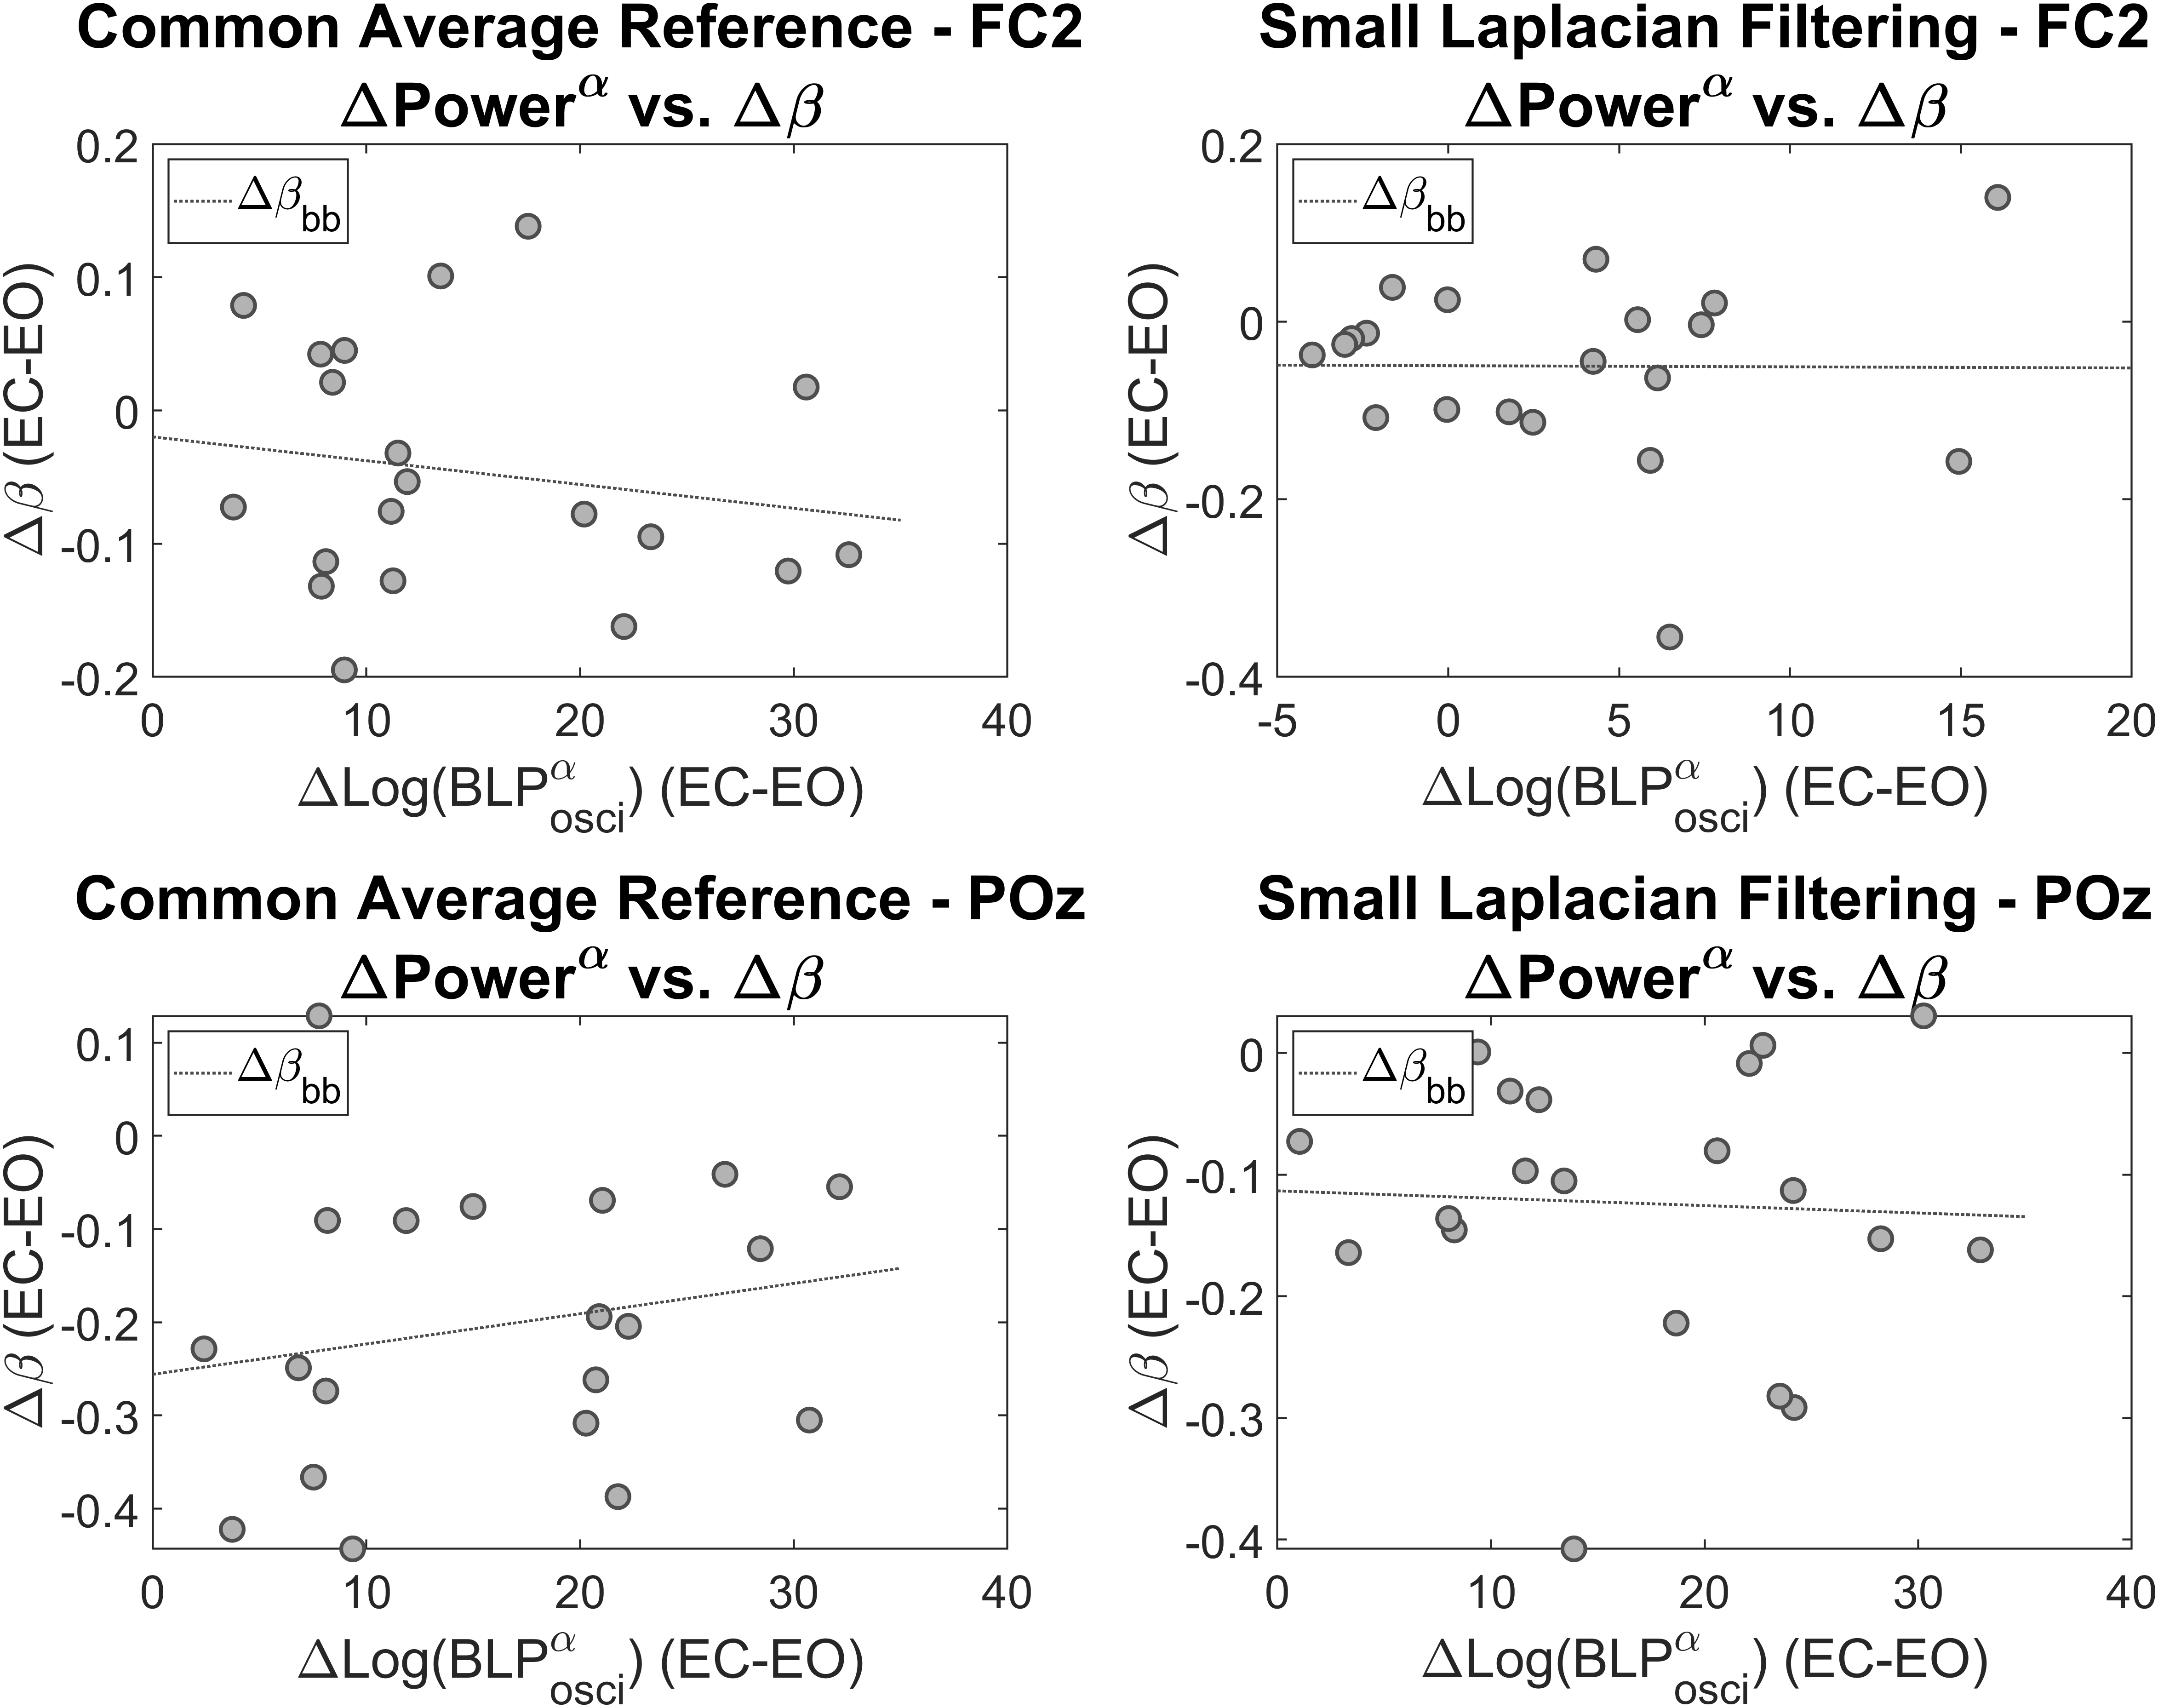 Common Average Reference - FC2
ΔPower^α vs. Δβ
0.2
0.1
0
-0.1
-0.2
Δβ (EC-EO)
Δβ_bb
0 10 20 30 40
ΔLog(BLP^α_osci) (EC-EO)
Small Laplacian Filtering - FC2
ΔPower^α vs. Δβ
0.2
0
-0.2
-0.4
Δβ (EC-EO)
Δβ_bb
-5 0 5 10 15 20
ΔLog(BLP^α_osci) (EC-EO)
Common Average Reference - POz
ΔPower^α vs. Δβ
0.1
0
-0.1
-0.2
-0.3
-0.4
Δβ (EC-EO)
Δβ_bb
0 10 20 30 40
ΔLog(BLP^α_osci) (EC-EO)
Small Laplacian Filtering - POz
ΔPower^α vs. Δβ
0
-0.1
-0.2
-0.3
-0.4
Δβ (EC-EO)
Δβ_bb
0 10 20 30 40
ΔLog(BLP^α_osci) (EC-EO)